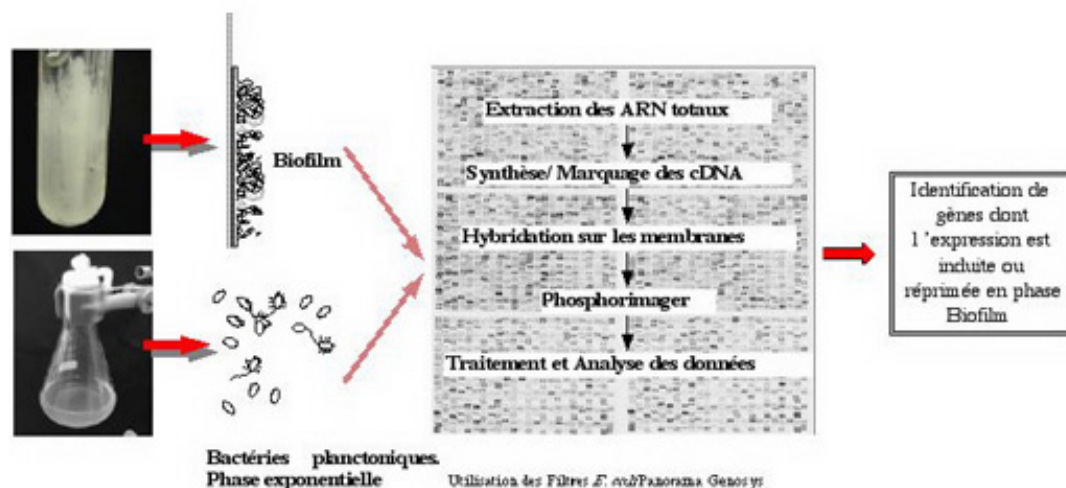 Biofilm
Bactéries planctoniques.
Phase exponentielle
Extraction des ARN totaux
Synthèse/ Marquage des cDNA
Hybridation sur les membranes
Phosphorimager
Traitement et Analyse des données
Utilisation des Filtres E. coli Panorama Genosys
Identification de
gènes dont
l 'expression est
induite ou
réprimée en phase
Biofilm